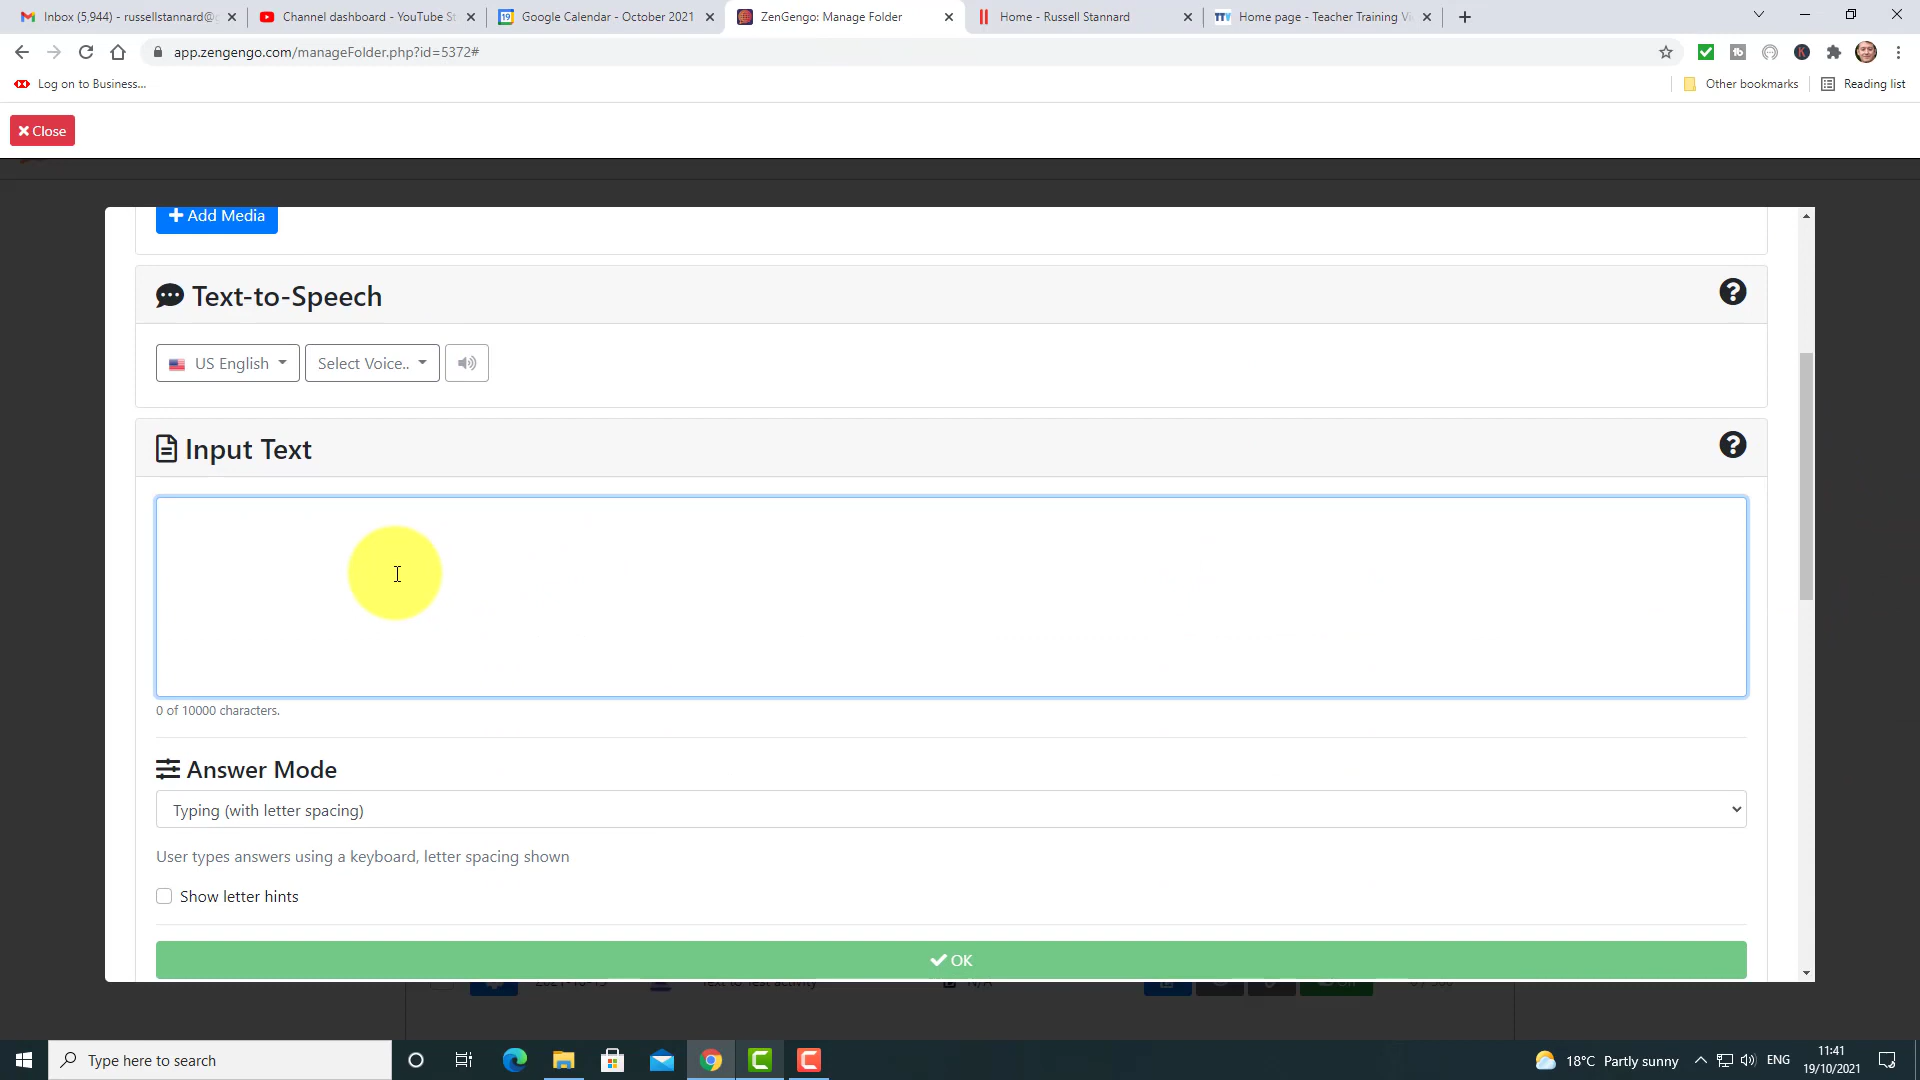 Inbox (5,944) - russellstannard@
Channel dashboard - YouTube St
19
Google Calendar - October 2021
ZenGengo: Manage Folder
Home - Russell Stannard
TTV
Home page - Teacher Training Vi
app.zengengo.com/manageFolder.php?id=5372#
Log on to Business...
Other bookmarks
Reading list
Close
Add Media
Text-to-Speech
US English
Select Voice..
Input Text
0 of 10000 characters.
Answer Mode
Typing (with letter spacing)
User types answers using a keyboard, letter spacing shown
Show letter hints
OK
Type here to search
18°C Partly sunny
ENG
11:41
19/10/2021